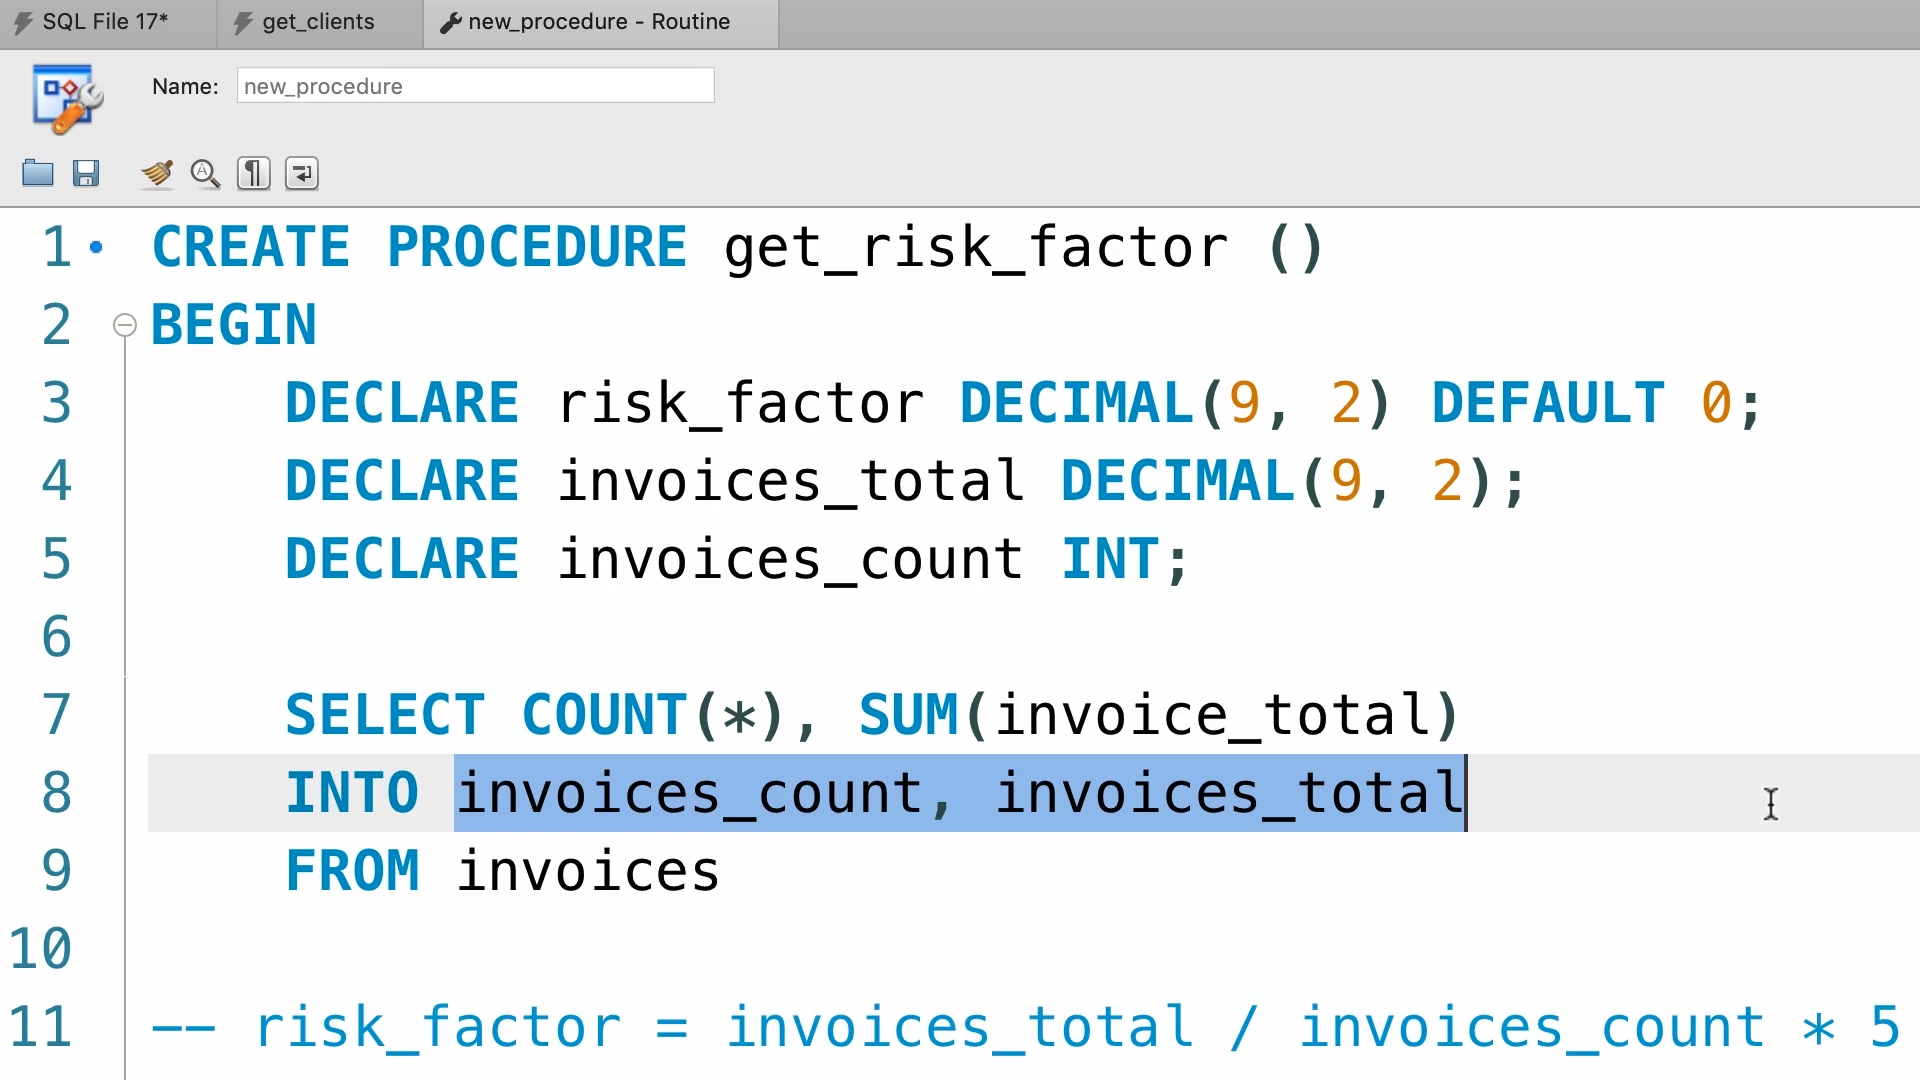 SQL File 17*
get_clients
new_procedure - Routine
Name: new_procedure
1 CREATE PROCEDURE get_risk_factor ()
2 BEGIN
3 DECLARE risk_factor DECIMAL(9, 2) DEFAULT 0;
4 DECLARE invoices_total DECIMAL(9, 2);
5 DECLARE invoices_count INT;
6
7 SELECT COUNT(*), SUM(invoice_total)
8 INTO invoices_count, invoices_total
9 FROM invoices
10
11 -- risk_factor = invoices_total / invoices_count * 5